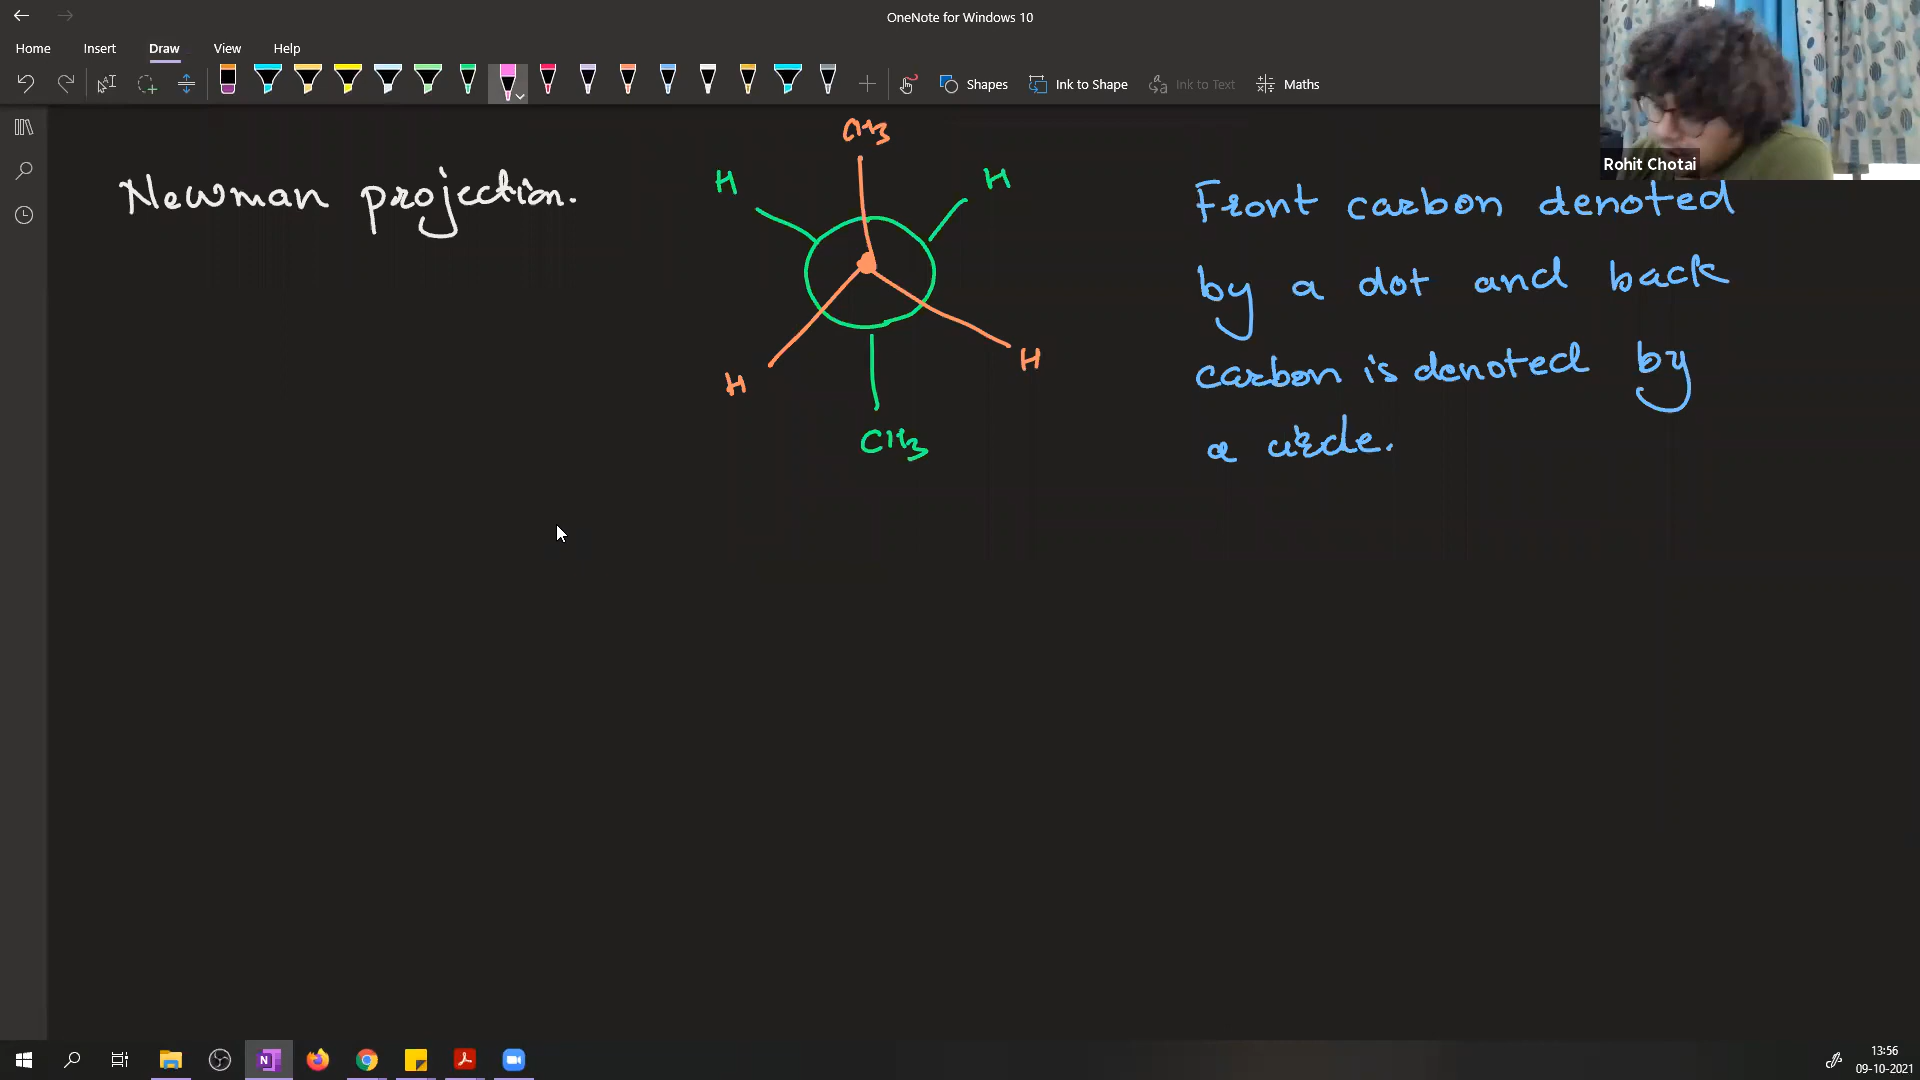 OneNote for Windows 10
Home Insert Draw View Help
Shapes Ink to Shape Ink to Text Maths
Rohit Chotai
Newman projection.
CH3
H H
H H
CH3
Front carbon denoted
by a dot and back
carbon is denoted by
a circle.
13:56
09-10-2021